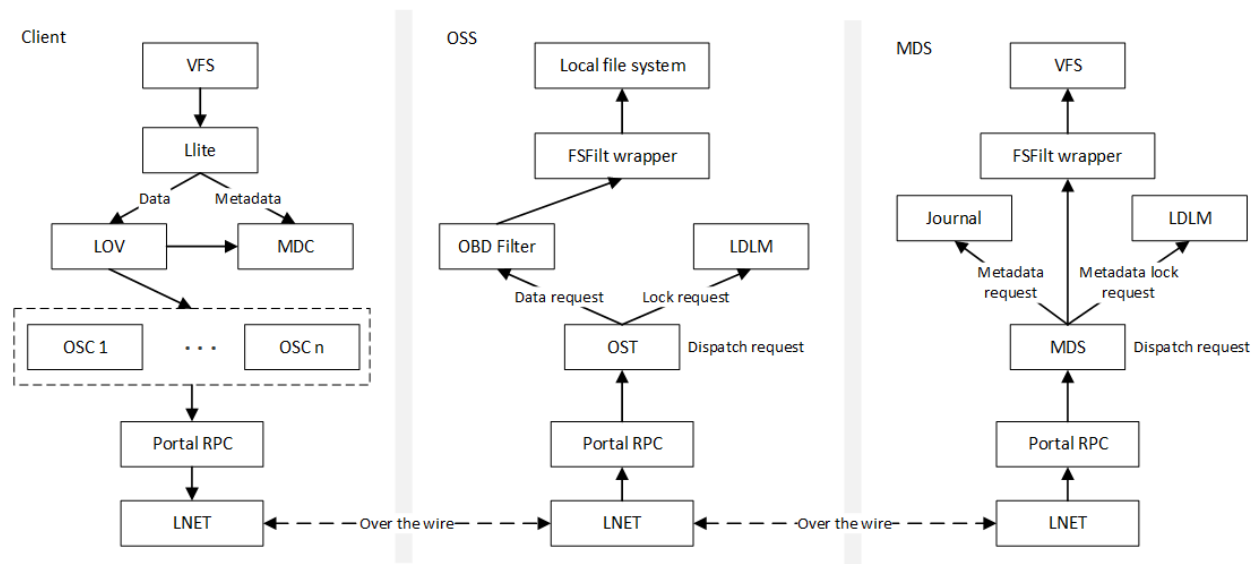 Client
VFS
Llite
Data
Metadata
LOV
MDC
OSC 1
· · ·
OSC n
Portal RPC
LNET
Over the wire
OSS
Local file system
FSFilt wrapper
OBD Filter
LDLM
Data request
Lock request
OST
Dispatch request
Portal RPC
LNET
Over the wire
MDS
VFS
FSFilt wrapper
Journal
LDLM
Metadata
request
Metadata lock
request
MDS
Dispatch request
Portal RPC
LNET